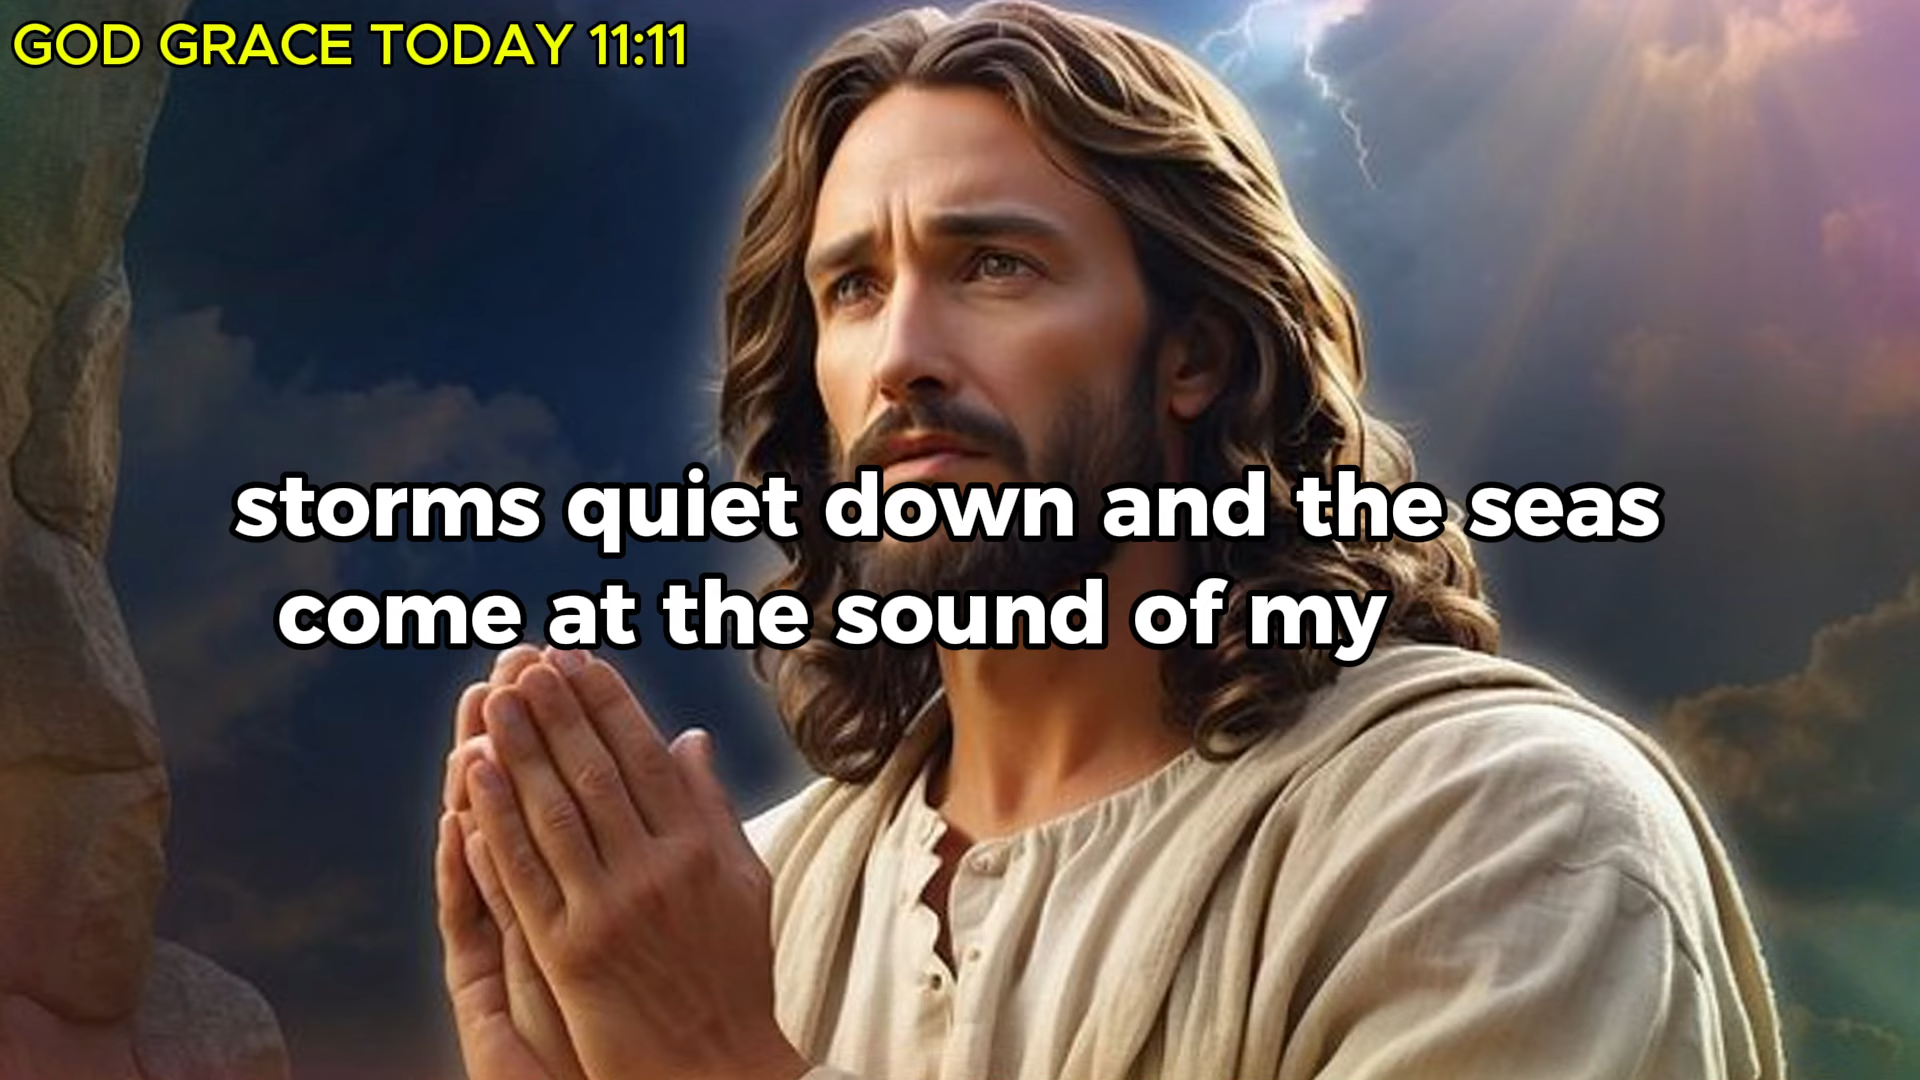 GOD GRACE TODAY 11:11
storms quiet down and the seas
come at the sound of my